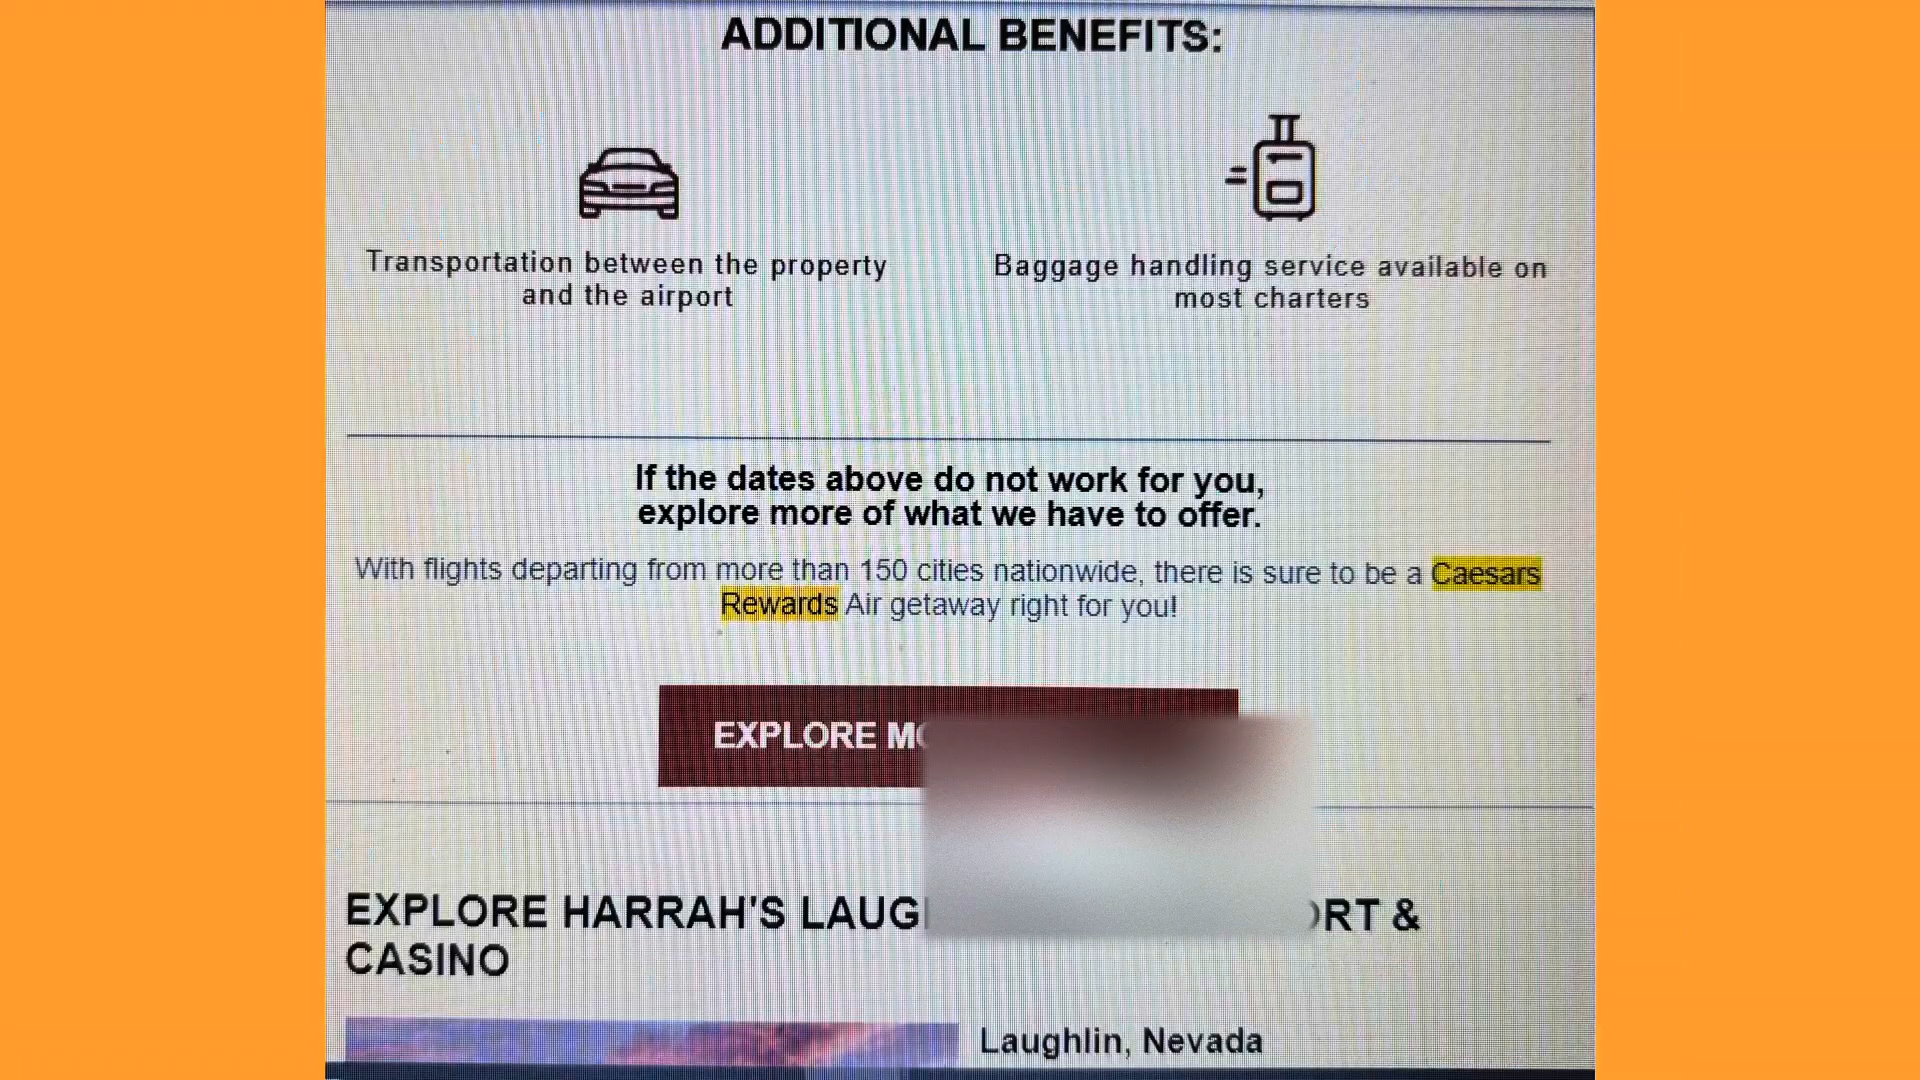 ADDITIONAL BENEFITS:
Transportation between the property
and the airport
Baggage handling service available on
most charters
If the dates above do not work for you,
explore more of what we have to offer.
With flights departing from more than 150 cities nationwide, there is sure to be a Caesars
Rewards Air getaway right for you!
EXPLORE
EXPLORE HARRAH'S &
CASINO
Laughlin, Nevada